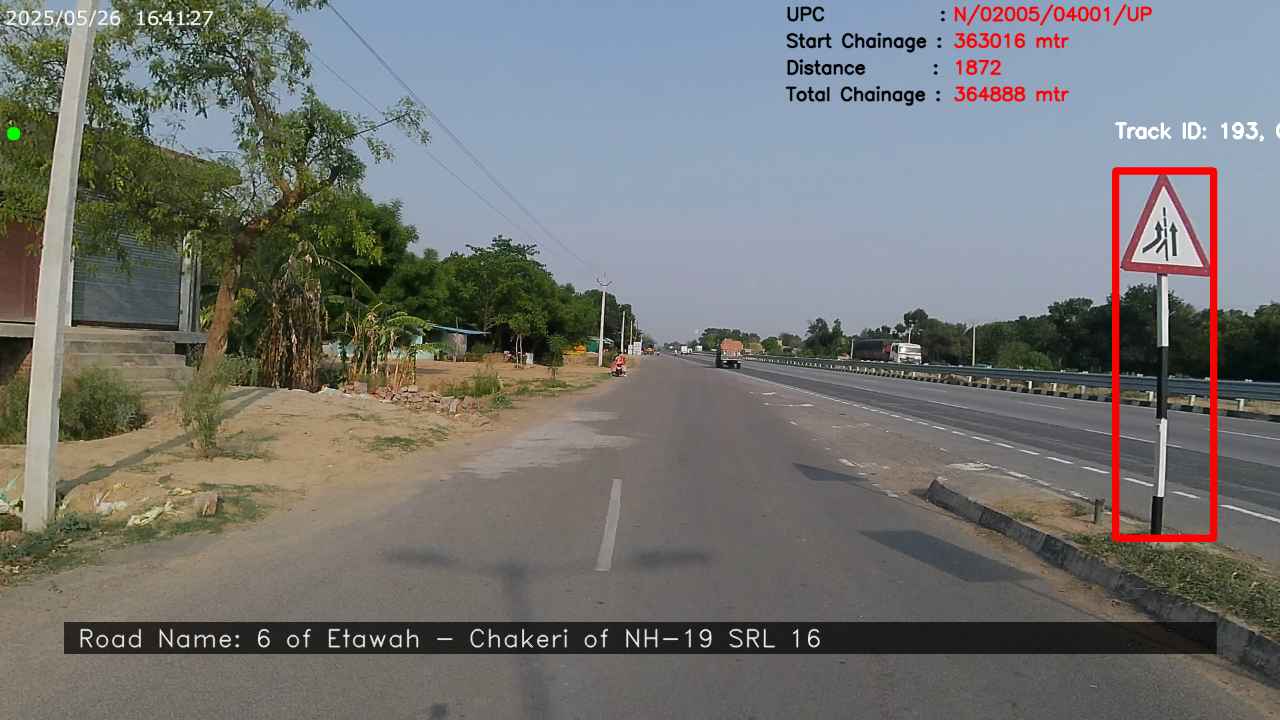 2025/05/26 16:41:27
UPC : N/02005/04001/UP
Start Chainage : 363016 mtr
Distance : 1872
Total Chainage : 364888 mtr
Track ID: 193,
Road Name: 6 of Etawah - Chakeri of NH-19 SRL 16